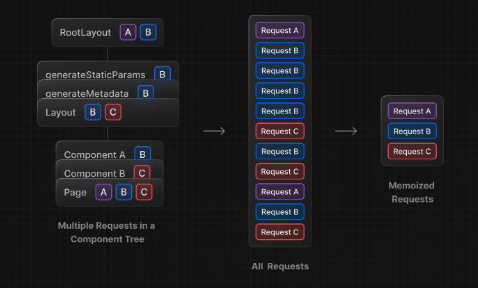 RootLayout A B
generateStaticParams B
generateMetadata B
Layout B C
Component A B
Component B C
Page A B C
Multiple Requests in a
Component Tree
Request A
Request B
Request B
Request B
Request B
Request C
Request B
Request C
Request A
Request B
Request C
All Requests
Request A
Request B
Request C
Memoized
Requests